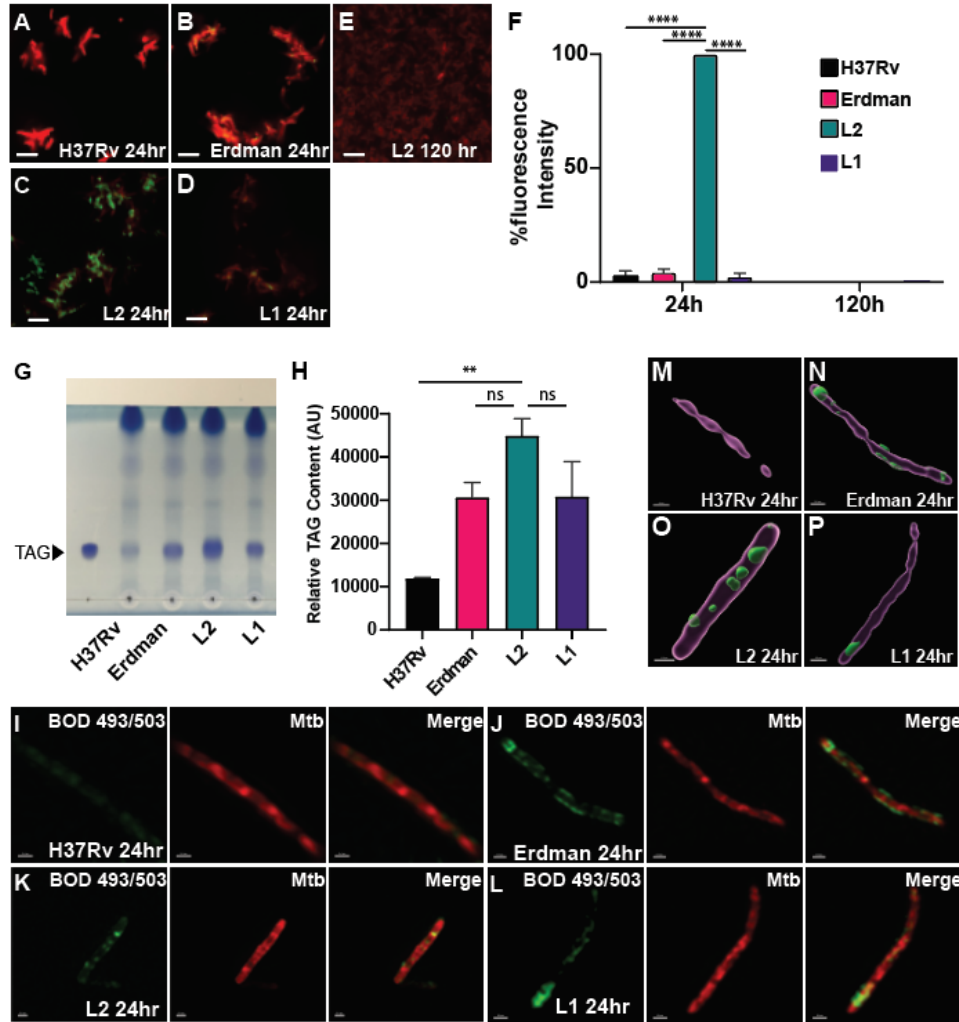 A
H37Rv 24hr
B
Erdman 24hr
E
L2 120 hr
C
L2 24hr
D
L1 24hr
F
%fluorescence
Intensity
100
50
0
****
****
****
24h
120h
H37Rv
Erdman
L2
L1
G
TAG
H37Rv
Erdman
L2
L1
H
Relative TAG Content (AU)
50000
40000
30000
20000
10000
0
**
ns
ns
H37Rv
Erdman
L2
L1
M
H37Rv 24hr
N
Erdman 24hr
O
L2 24hr
P
L1 24hr
I
BOD 493/503
Mtb
Merge
H37Rv 24hr
J
BOD 493/503
Mtb
Merge
Erdman 24hr
K
BOD 493/503
Mtb
Merge
L2 24hr
L
BOD 493/503
Mtb
Merge
L1 24hr